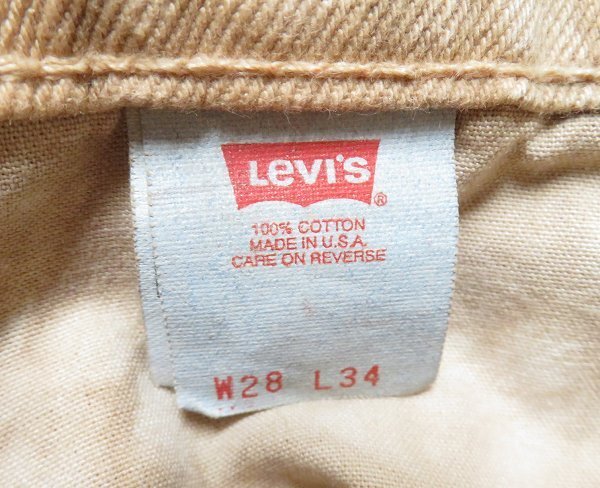 Levi's ®
100% COTTON
MADE IN U.S.A.
CARE ON REVERSE
W28 L34